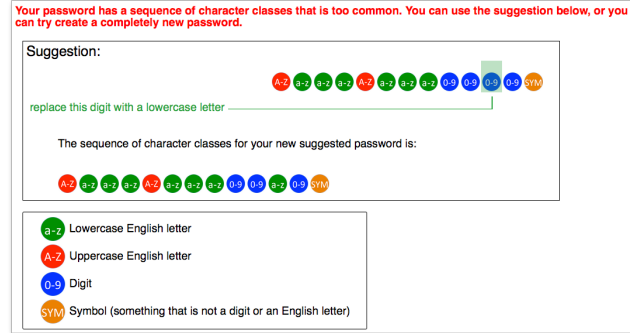 Your password has a sequence of character classes that is too common. You can use the suggestion below, or you
can try create a completely new password.
Suggestion:
A-Z a-z a-z a-z A-Z a-z a-z a-z 0-9 0-9 0-9 0-9 SYM
replace this digit with a lowercase letter
The sequence of character classes for your new suggested password is:
A-Z a-z a-z a-z A-Z a-z a-z a-z 0-9 0-9 a-z 0-9 SYM
a-z Lowercase English letter
A-Z Uppercase English letter
0-9 Digit
SYM Symbol (something that is not a digit or an English letter)